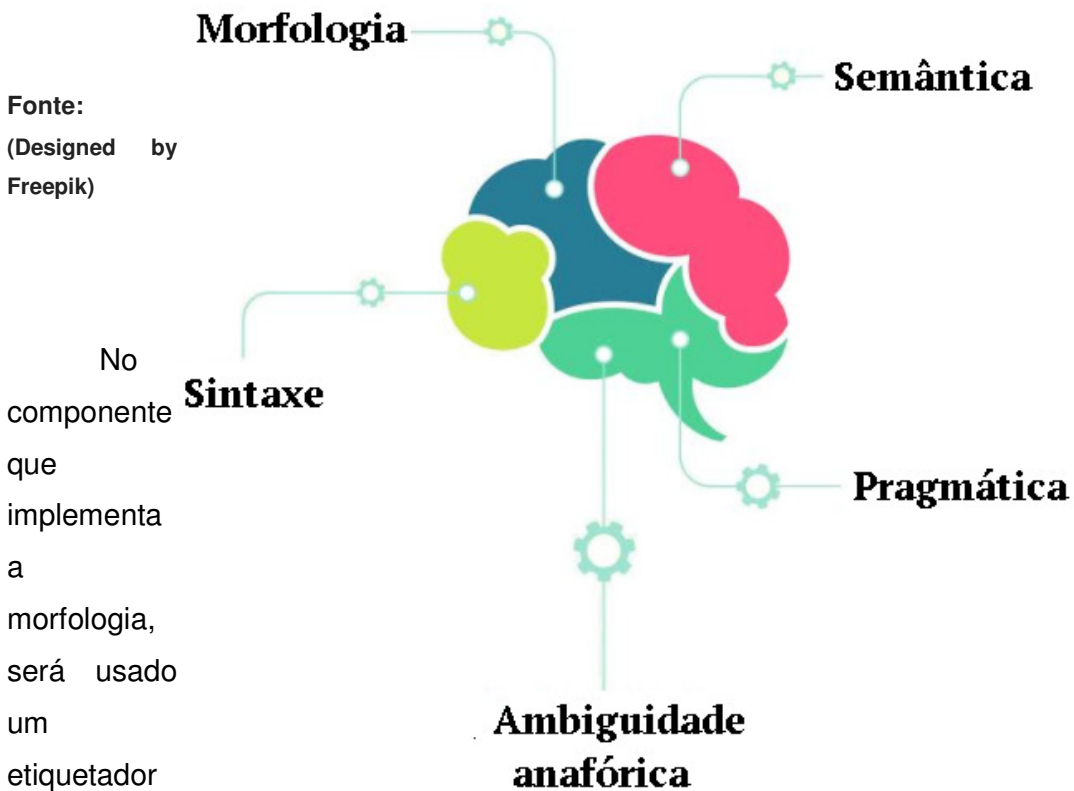 Morfologia
Semântica
Fonte:
(Designed by
Freepik)
Sintaxe
Pragmática
Ambiguidade
anafórica
No
componente
que
implementa
a
morfologia,
será usado
um
etiquetador